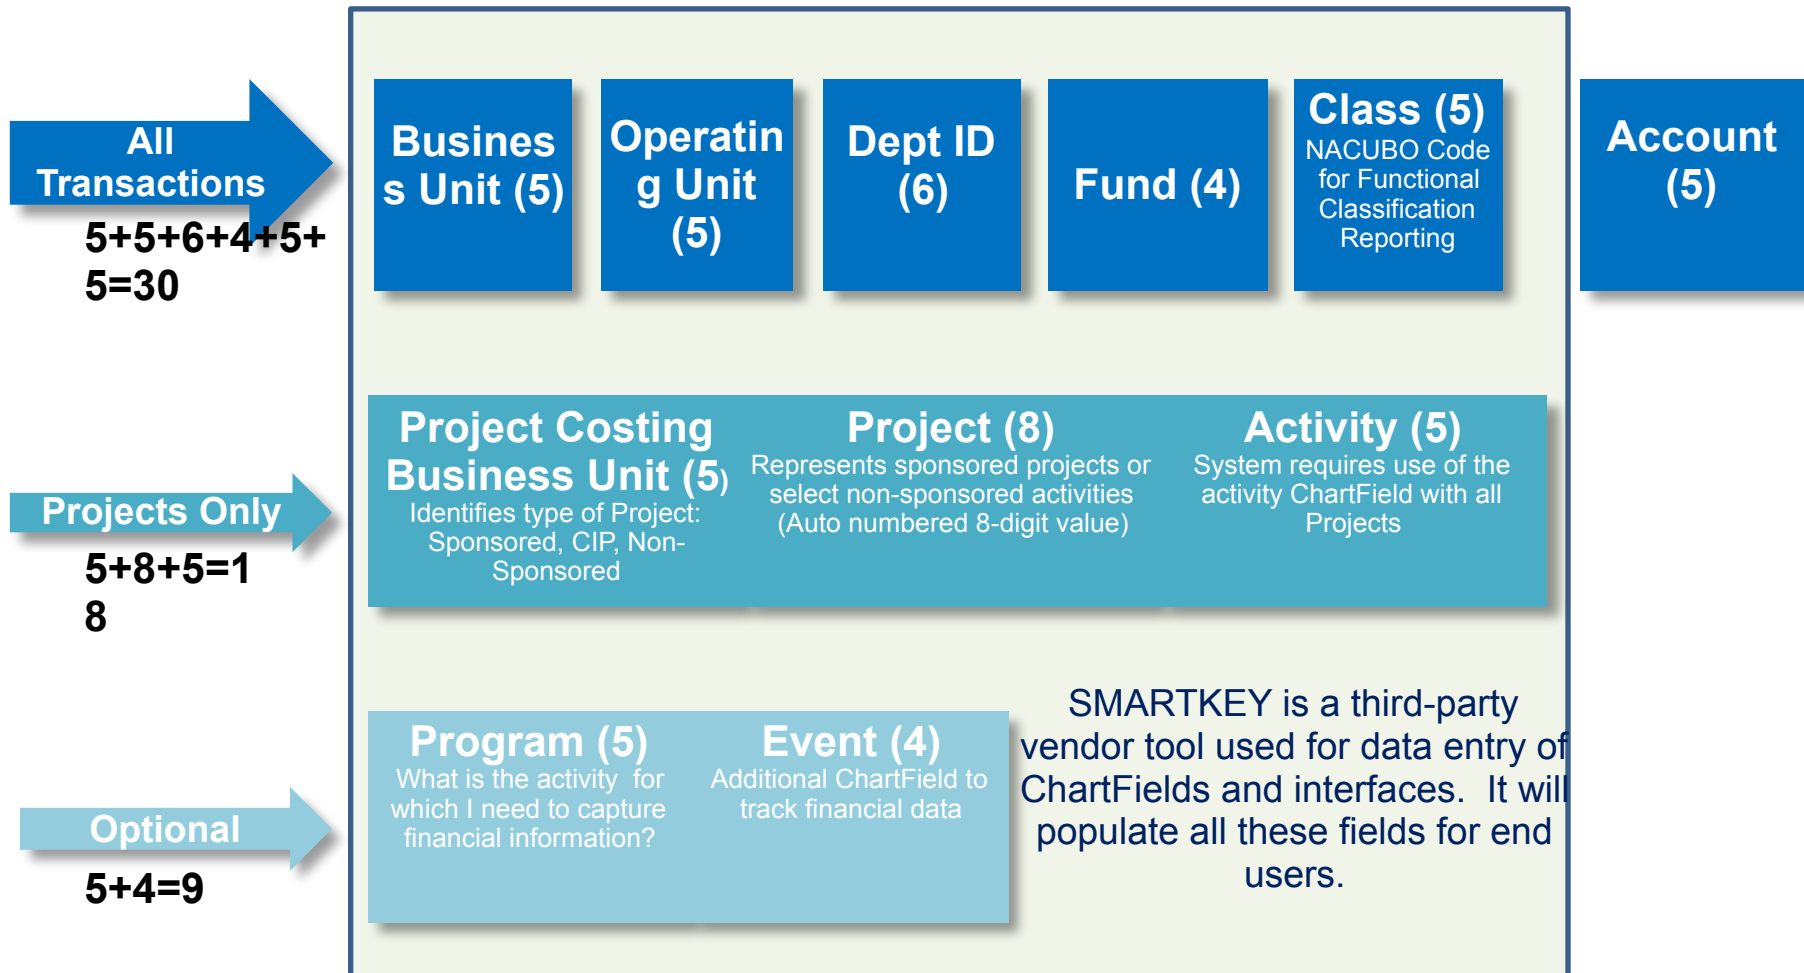 All
Transactions
5+5+6+4+5+
5=30
Busines
s Unit (5)
Operatin
g Unit
(5)
Dept ID
(6)
Fund (4)
Class (5)
NACUBO Code
for Functional
Classification
Reporting
Account
(5)
Projects Only
5+8+5=1
8
Project Costing
Business Unit (5)
Identifies type of Project:
Sponsored, CIP, Non-
Sponsored
Project (8)
Represents sponsored projects or
select non-sponsored activities
(Auto numbered 8-digit value)
Activity (5)
System requires use of the
activity ChartField with all
Projects
Optional
5+4=9
Program (5)
What is the activity  for
which I need to capture
financial information?
Event (4)
Additional ChartField to
track financial data
SMARTKEY is a third-party
vendor tool used for data entry of
ChartFields and interfaces.  It will
populate all these fields for end
users.